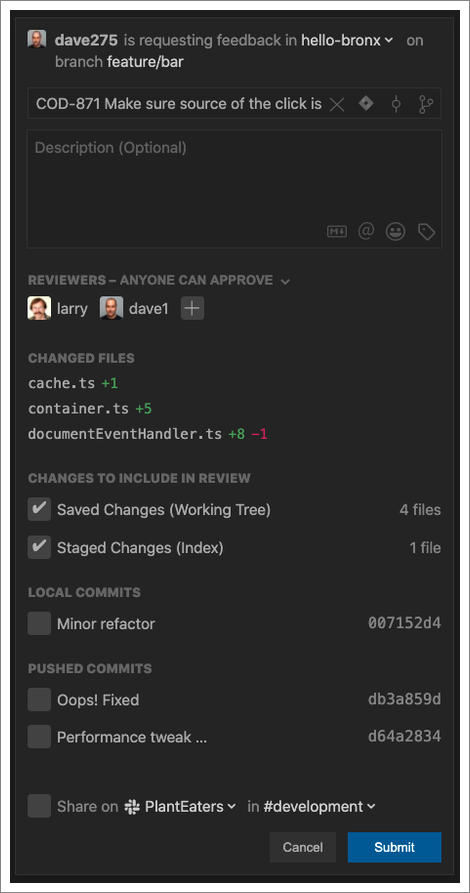 dave275 is requesting feedback in hello-bronx on
branch feature/bar
COD-871 Make sure source of the click is
Description (Optional)
REVIEWERS – ANYONE CAN APPROVE
larry dave1
CHANGED FILES
cache.ts +1
container.ts +5
documentEventHandler.ts +8 -1
CHANGES TO INCLUDE IN REVIEW
Saved Changes (Working Tree) 4 files
Staged Changes (Index) 1 file
LOCAL COMMITS
Minor refactor 007152d4
PUSHED COMMITS
Oops! Fixed db3a859d
Performance tweak ... d64a2834
Share on PlantEaters in #development
Cancel Submit